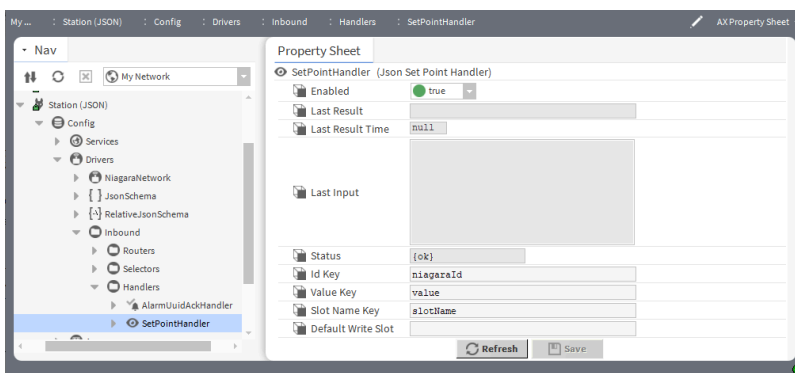 My ... : Station (JSON) : Config : Drivers : Inbound : Handlers : SetPointHandler AX Property Sheet
Nav
My Network
Station (JSON)
Config
Services
Drivers
NiagaraNetwork
JsonSchema
RelativeJsonSchema
Inbound
Routers
Selectors
Handlers
AlarmUuidAckHandler
SetPointHandler
Property Sheet
SetPointHandler (Json Set Point Handler)
Enabled true
Last Result
Last Result Time null
Last Input
Status {ok}
Id Key niagaraId
Value Key value
Slot Name Key slotName
Default Write Slot
Refresh Save